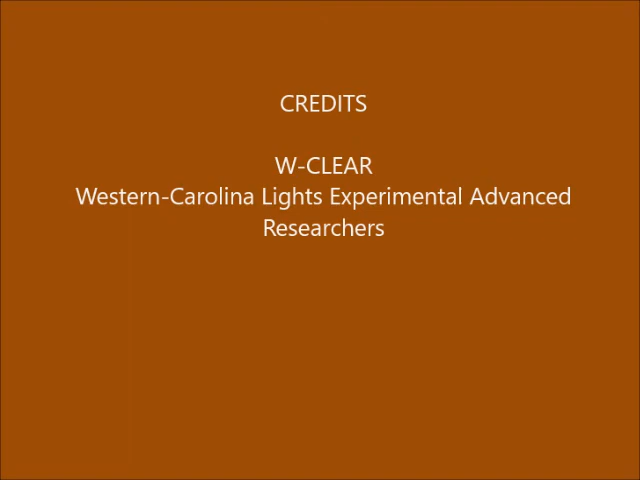 CREDITS
W-CLEAR
Western-Carolina Lights Experimental Advanced
Researchers